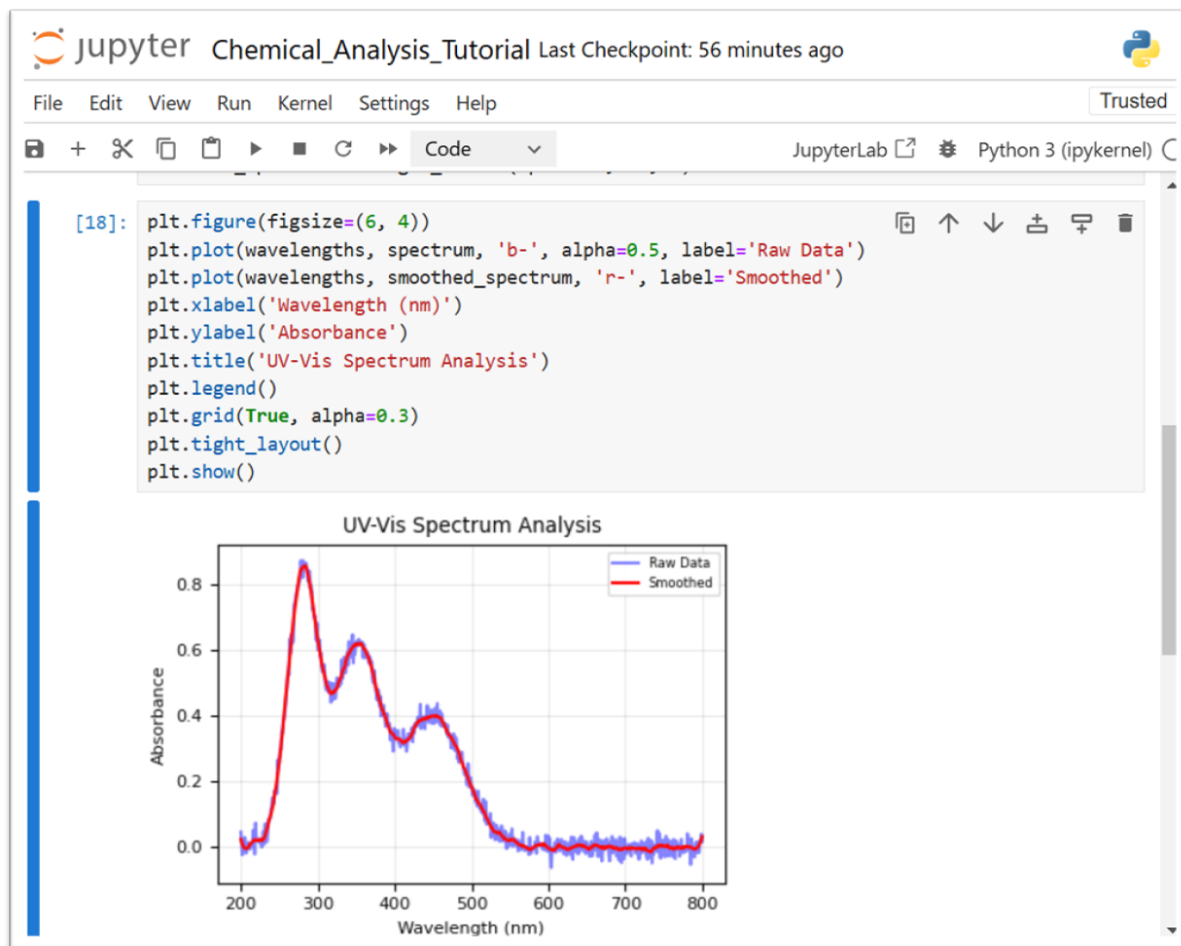 jupyter Chemical_Analysis_Tutorial Last Checkpoint: 56 minutes ago
File Edit View Run Kernel Settings Help Trusted
Code JupyterLab Python 3 (ipykernel)
[18]:
plt.figure(figsize=(6, 4))
plt.plot(wavelengths, spectrum, 'b-', alpha=0.5, label='Raw Data')
plt.plot(wavelengths, smoothed_spectrum, 'r-', label='Smoothed')
plt.xlabel('Wavelength (nm)')
plt.ylabel('Absorbance')
plt.title('UV-Vis Spectrum Analysis')
plt.legend()
plt.grid(True, alpha=0.3)
plt.tight_layout()
plt.show()
UV-Vis Spectrum Analysis
Raw Data
Smoothed
0.8
0.6
0.4
0.2
0.0
Absorbance
200 300 400 500 600 700 800
Wavelength (nm)